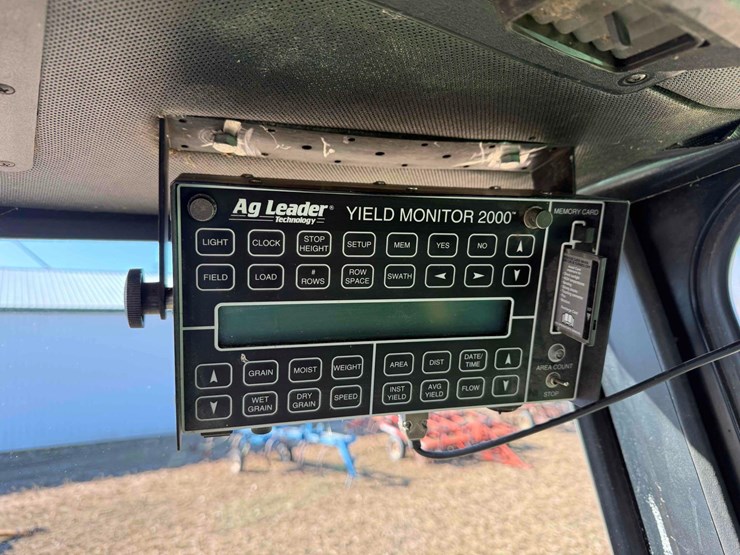 Ag Leader® Technology YIELD MONITOR 2000™ MEMORY CARD
LIGHT CLOCK STOP HEIGHT SETUP MEM YES NO
FIELD LOAD # ROWS ROW SPACE SWATH
GRAIN MOIST WEIGHT AREA DIST DATE/TIME
WET GRAIN DRY GRAIN SPEED INST YIELD AVG YIELD FLOW
AREA COUNT
STOP